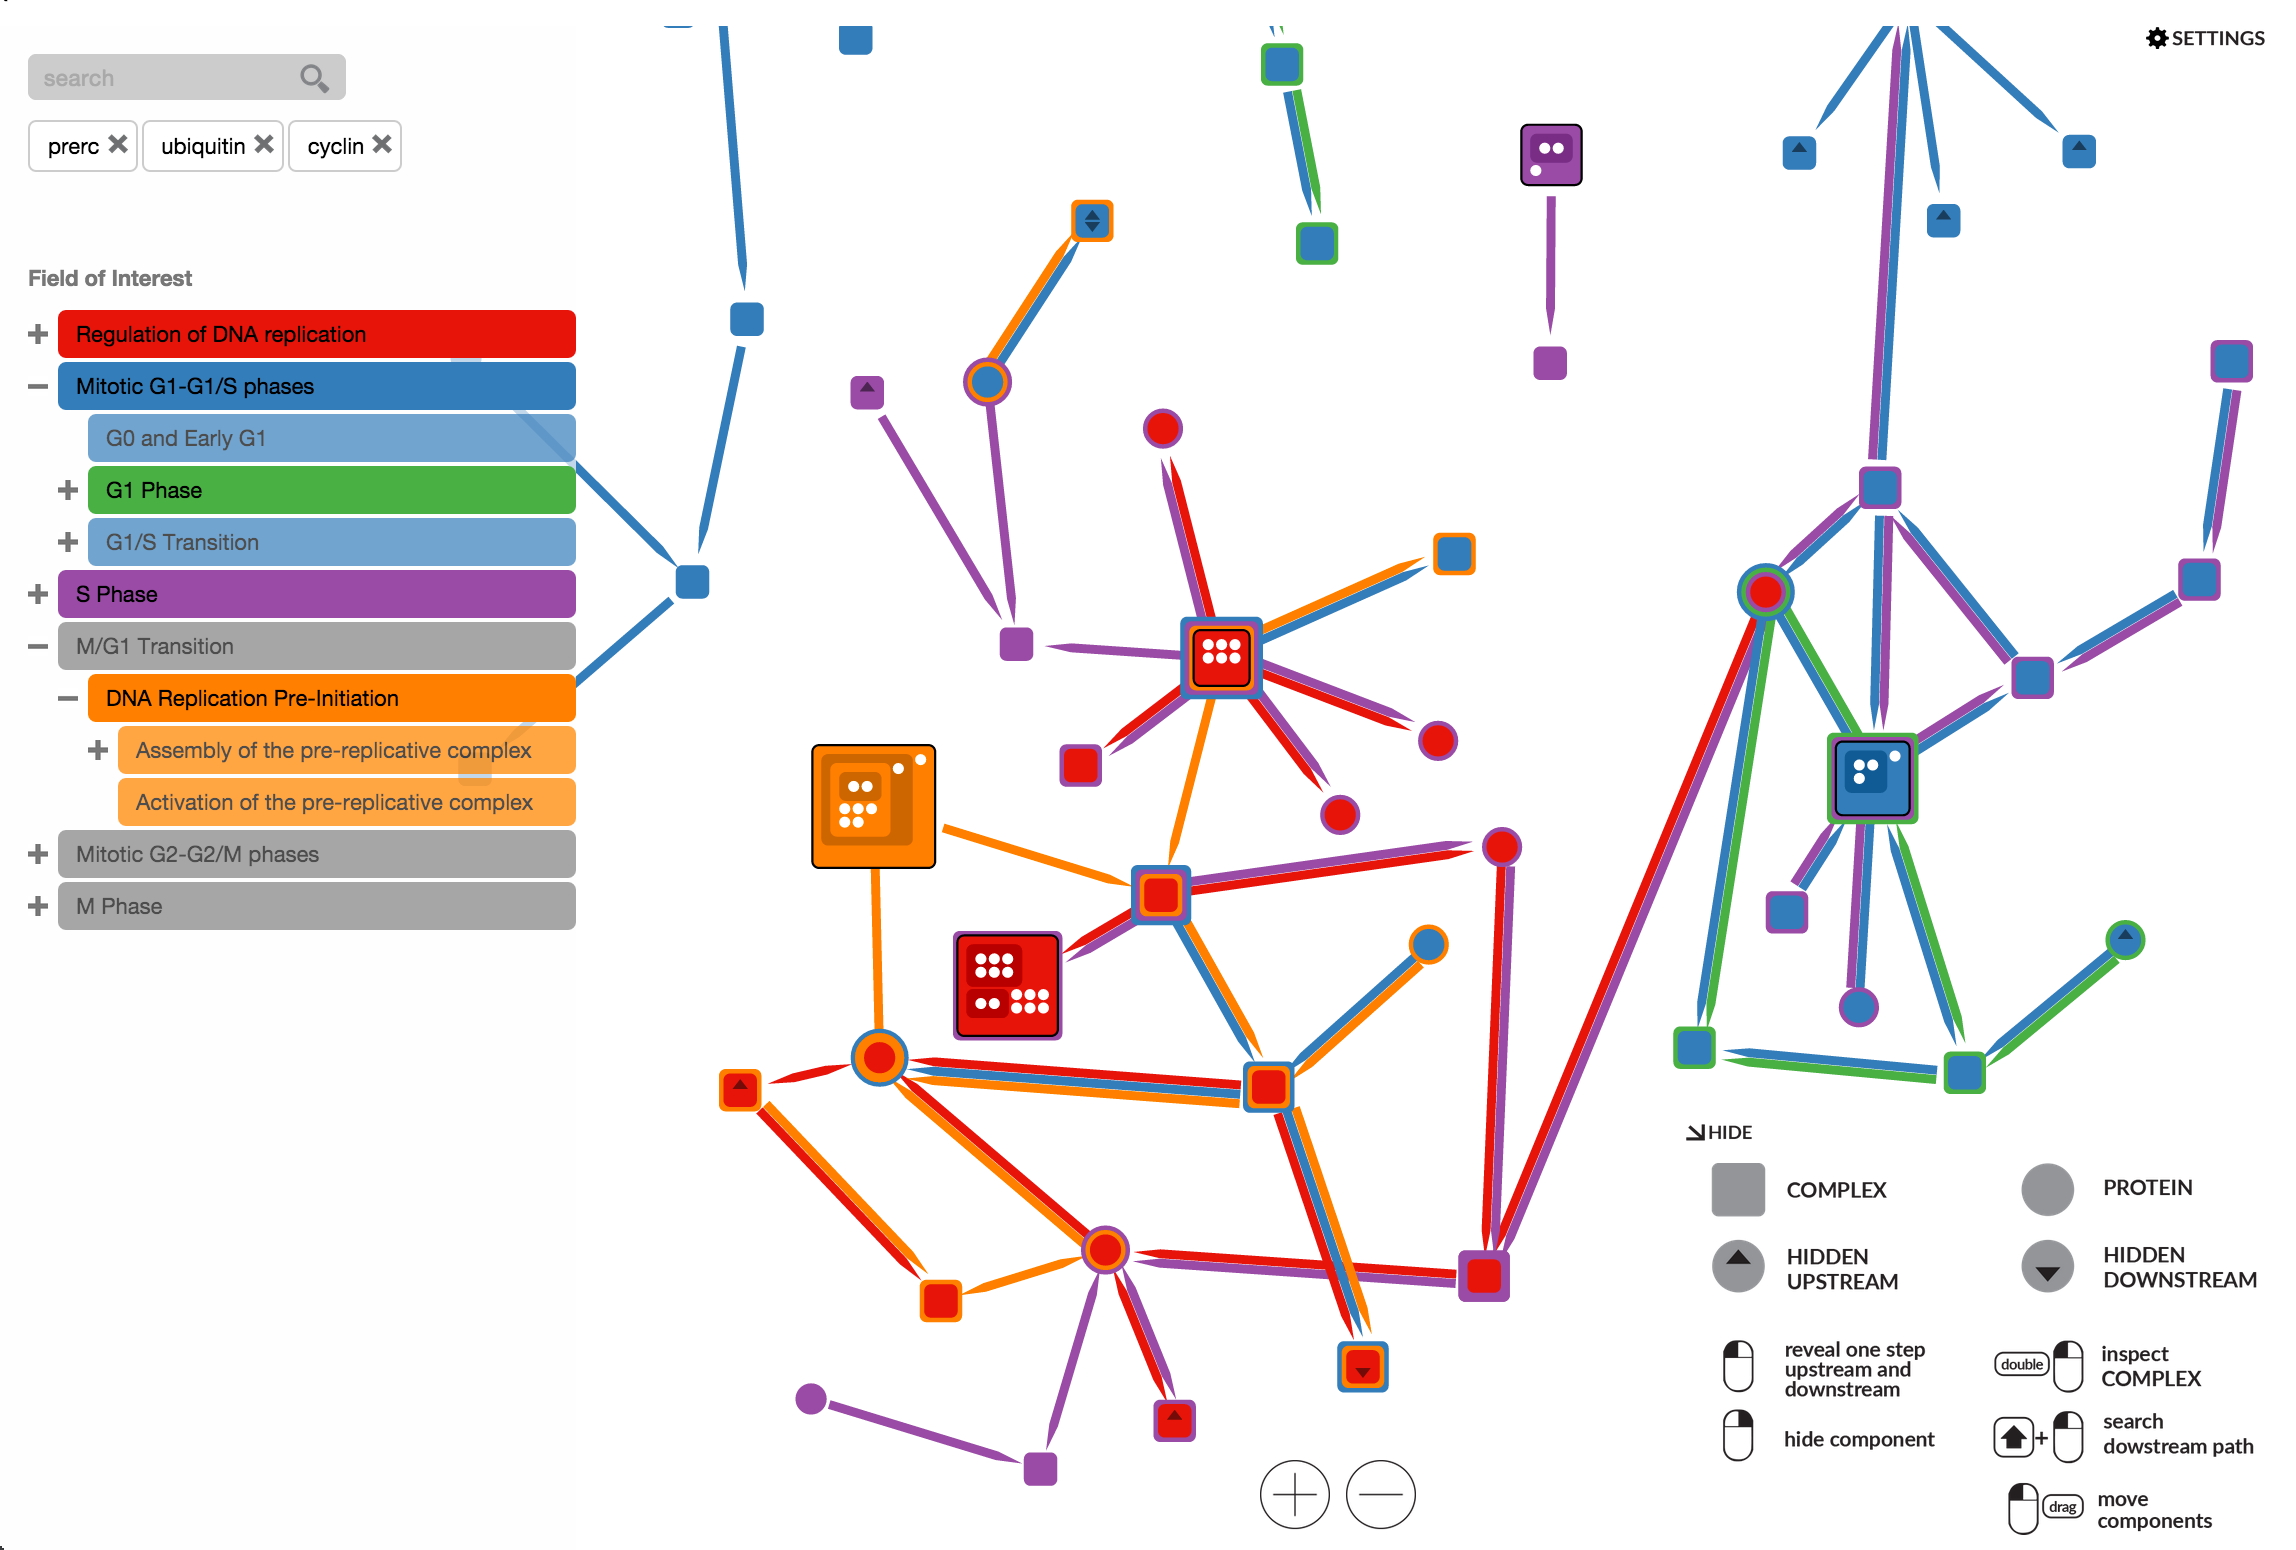 search
SETTINGS
prerc
ubiquitin
cyclin
Field of Interest
Regulation of DNA replication
Mitotic G1-G1/S phases
G0 and Early G1
G1 Phase
G1/S Transition
S Phase
M/G1 Transition
DNA Replication Pre-Initiation
Assembly of the pre-replicative complex
Activation of the pre-replicative complex
Mitotic G2-G2/M phases
M Phase
HIDE
COMPLEX
PROTEIN
HIDDEN
UPSTREAM
HIDDEN
DOWNSTREAM
reveal one step
upstream and
downstream
double
inspect
COMPLEX
hide component
search
dowstream path
drag
move
components